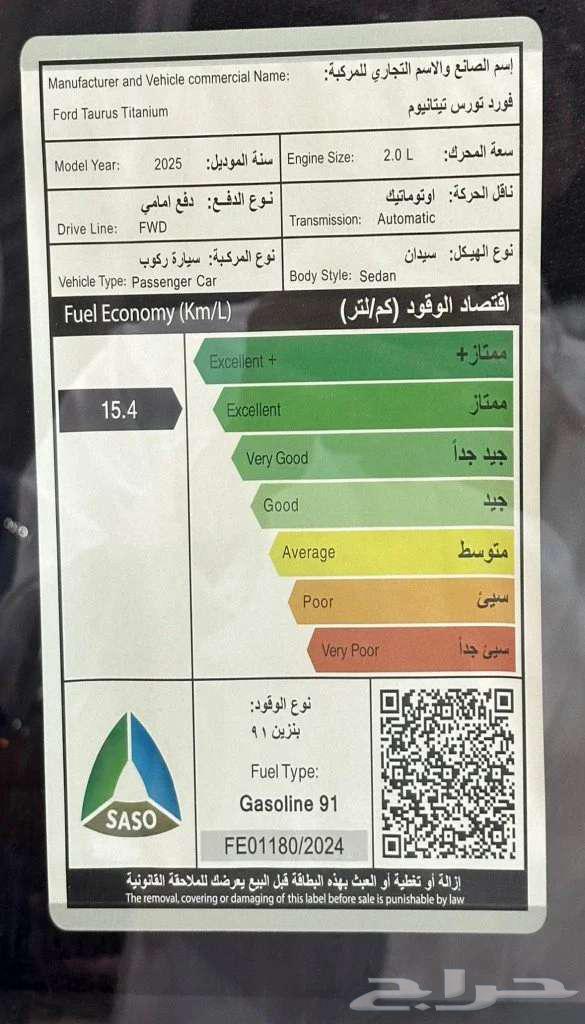 Manufacturer and Vehicle commercial Name: إسم الصانع والاسم التجاري للمركبة:
Ford Taurus Titanium فورد تورس تيتانيوم
Model Year: 2025 سنة الموديل:
Engine Size: 2.0 L سعة المحرك:
نوع الدفع: دفع امامي
Drive Line: FWD
ناقل الحركة: اوتوماتيك
Transmission: Automatic
نوع المركبة: سيارة ركوب
Vehicle Type: Passenger Car
نوع الهيكل: سيدان
Body Style: Sedan
Fuel Economy (Km/L) اقتصاد الوقود (كم/لتر)
Excellent + ممتاز+
15.4
Excellent ممتاز
Very Good جيد جداً
Good جيد
Average متوسط
Poor سيئ
Very Poor سيئ جداً
SASO
نوع الوقود:
بنزين ٩١
Fuel Type:
Gasoline 91
FE01180/2024
إزالة أو تغطية أو العبث بهذه البطاقة قبل البيع يعرضك للملاحقة القانونية
The removal, covering or damaging of this label before sale is punishable by law
حراج